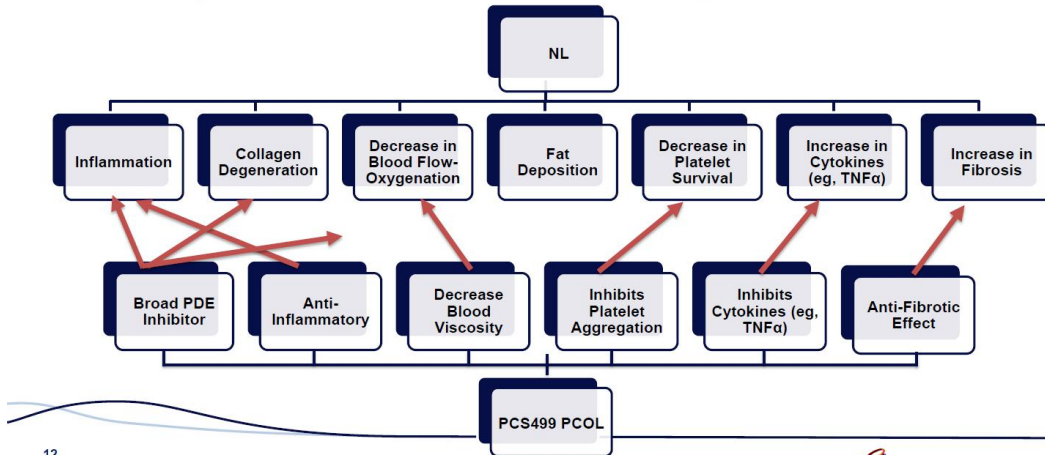 NL
Inflammation
Collagen
Degeneration
Decrease in
Blood Flow-
Oxygenation
Fat
Deposition
Decrease in
Platelet
Survival
Increase in
Cytokines
(eg, TNFα)
Increase in
Fibrosis
Broad PDE
Inhibitor
Anti-
Inflammatory
Decrease
Blood
Viscosity
Inhibits
Platelet
Aggregation
Inhibits
Cytokines (eg,
TNFα)
Anti-Fibrotic
Effect
PCS499 PCOL
12